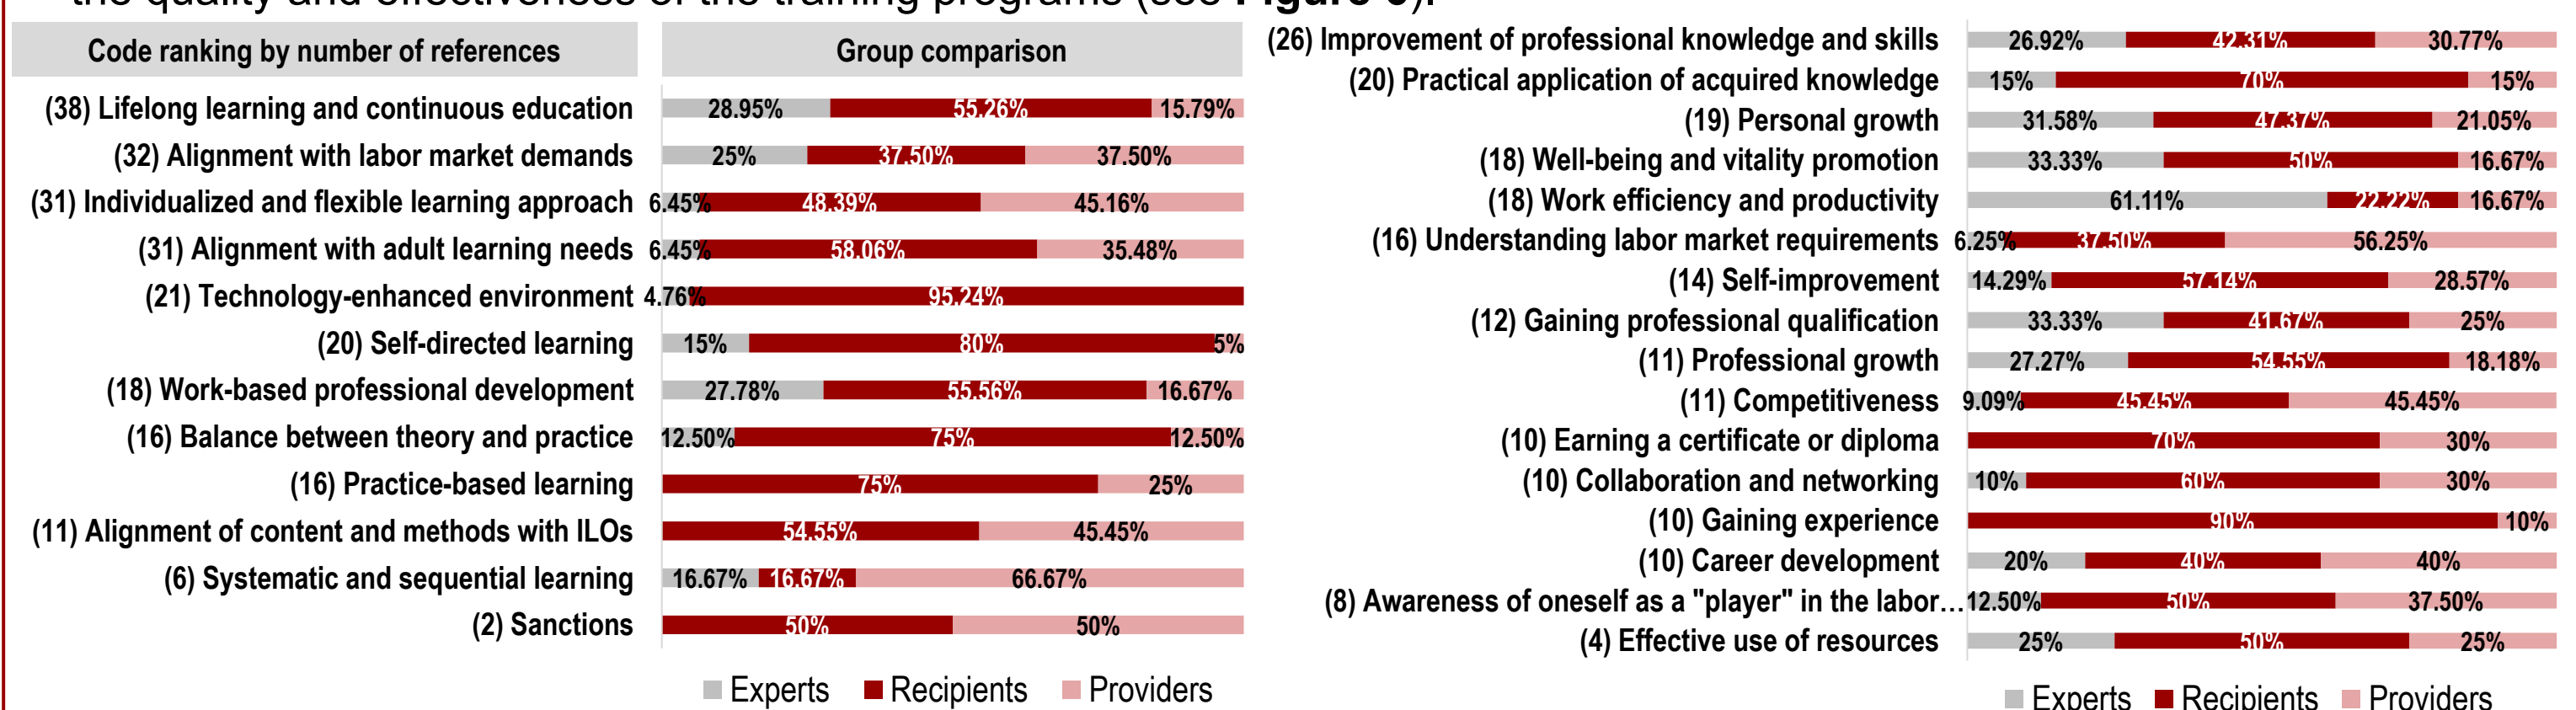 the quality and effectiveness of the training programs (see Figure
Code ranking by number of references Group comparison
(38) Lifelong learning and continuous education 28.95% 55.26% 15.79%
(32) Alignment with labor market demands 25% 37.50% 37.50%
(31) Individualized and flexible learning approach 6.45% 48.39% 45.16%
(31) Alignment with adult learning needs 6.45% 58.06% 35.48%
(21) Technology-enhanced environment 4.76% 95.24%
(20) Self-directed learning 15% 80% 5%
(18) Work-based professional development 27.78% 55.56% 16.67%
(16) Balance between theory and practice 12.50% 75% 12.50%
(16) Practice-based learning 75% 25%
(11) Alignment of content and methods with ILOs 54.55% 45.45%
(6) Systematic and sequential learning 16.67% 16.67% 66.67%
(2) Sanctions 50% 50%
Experts Recipients Providers
(26) Improvement of professional knowledge and skills 26.92% 42.31% 30.77%
(20) Practical application of acquired knowledge 15% 70% 15%
(19) Personal growth 31.58% 47.37% 21.05%
(18) Well-being and vitality promotion 33.33% 50% 16.67%
(18) Work efficiency and productivity 61.11% 22.22% 16.67%
(16) Understanding labor market requirements 6.25% 37.50% 56.25%
(14) Self-improvement 14.29% 57.14% 28.57%
(12) Gaining professional qualification 33.33% 41.67% 25%
(11) Professional growth 27.27% 54.55% 18.18%
(11) Competitiveness 9.09% 45.45% 45.45%
(10) Earning a certificate or diploma 70% 30%
(10) Collaboration and networking 10% 60% 30%
(10) Gaining experience 90% 10%
(10) Career development 20% 40% 40%
(8) Awareness of oneself as a "player" in the labor… 12.50% 50% 37.50%
(4) Effective use of resources 25% 50% 25%
Experts Recipients Providers